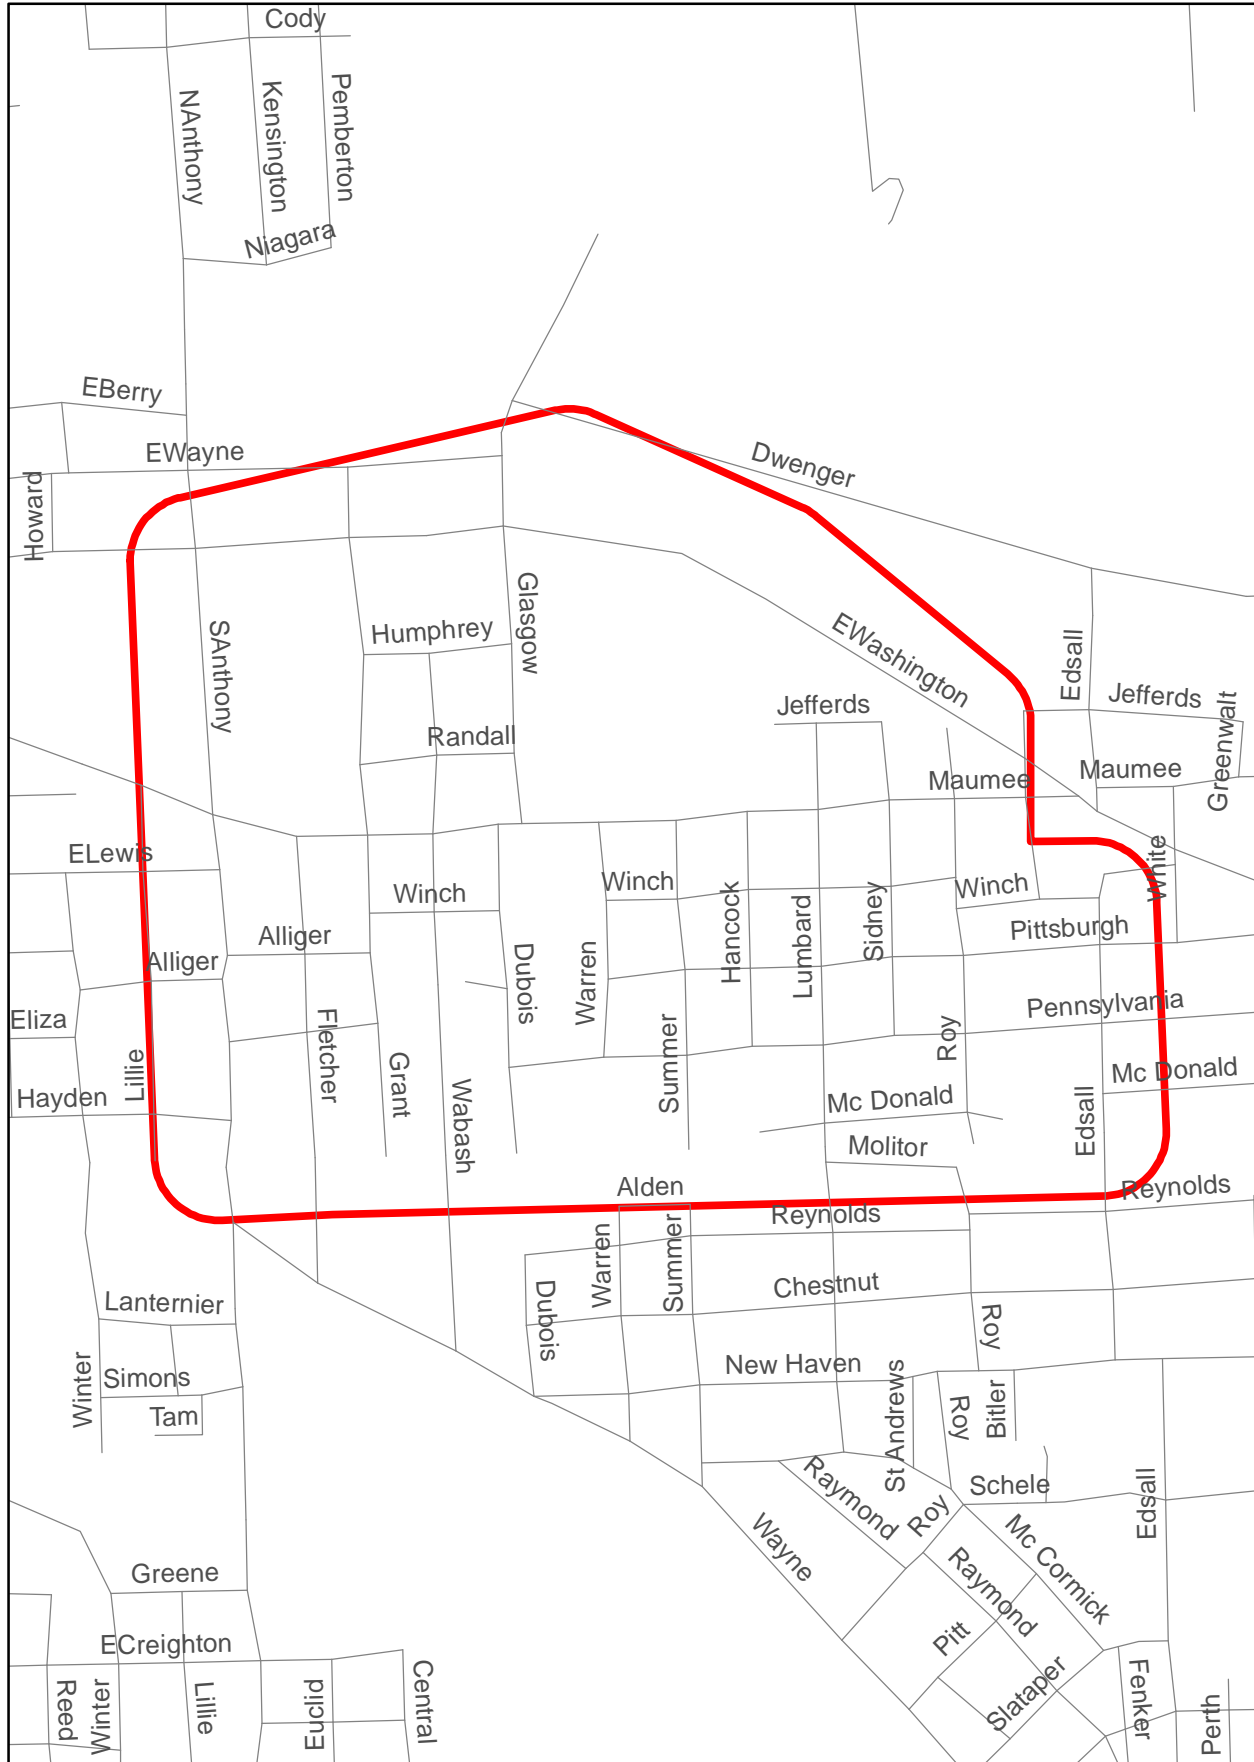 Cody
NAnthony
Kensington
Pemberton
Niagara
EBerry
EWayne
Howard
Dwenger
Glasgow
SAnthony
Humphrey
EWashington
Edsall
Jefferds
Jefferds
Greenwalt
Randall
Maumee
Maumee
ELewis
Winch
Winch
Winch
White
Hancock
Lumbard
Sidney
Pittsburgh
Alliger
Alliger
Dubois
Warren
Eliza
Lillie
Fletcher
Summer
Roy
Pennsylvania
Grant
Wabash
Hayden
Mc Donald
Mc Donald
Edsall
Molitor
Alden
Reynolds
Reynolds
Warren
Summer
Dubois
Chestnut
Lanternier
Roy
New Haven
Winter
Simons
Tam
St Andrews
Roy
Bitler
Raymond
Schele
Edsall
Roy
Wayne
Mc Cormick
Raymond
Greene
ECreighton
Pitt
Slataper
Reed
Winter
Lillie
Euclid
Central
Fenker
Perth